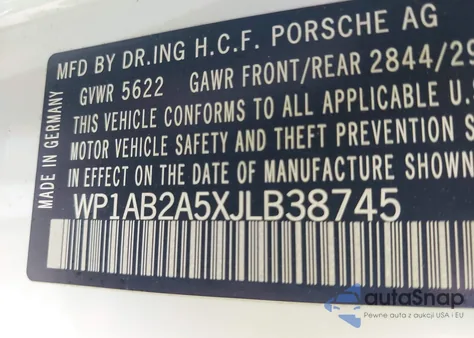 MFD BY DR.ING H.C.F. PORSCHE AG
GVWR 5622 GAWR FRONT/REAR 2844/29
THIS VEHICLE CONFORMS TO ALL APPLICABLE U.S
MOTOR VEHICLE SAFETY AND THEFT PREVENTION
IN EFFECT ON THE DATE OF MANUFACTURE SHOWN
WP1AB2A5XJLB38745
MADE IN GERMANY
autoSnap
Pewne auta z aukcji USA i EU